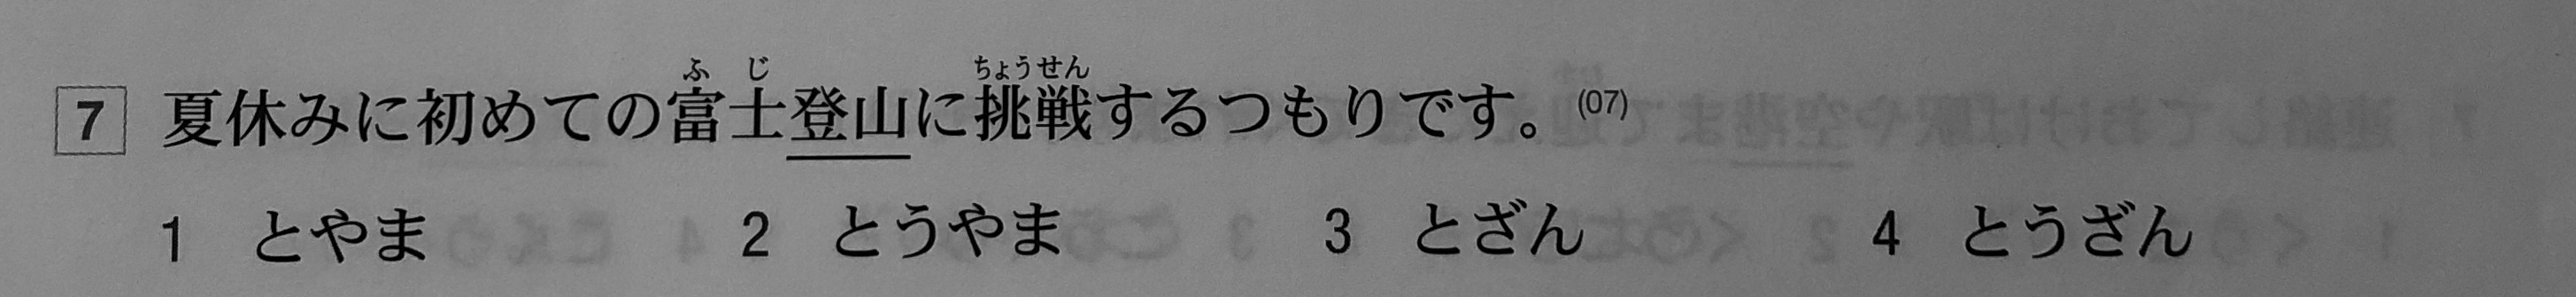 7 夏休みに初めての富士登山に挑戦するつもりです。(07)
ふじ ちょうせん
1 とやま 2 とうやま 3 とざん 4 とうざん